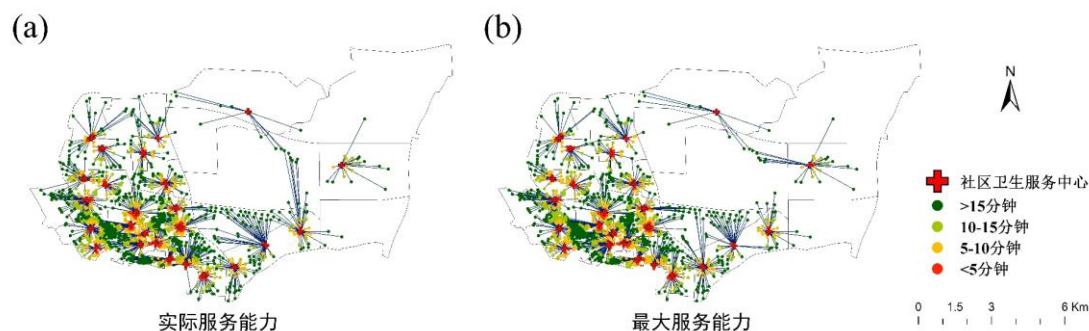 (a)
(b)
N
社区卫生服务中心
>15分钟
10-15分钟
5-10分钟
<5分钟
实际服务能力
最大服务能力
0 1.5 3 6 Km